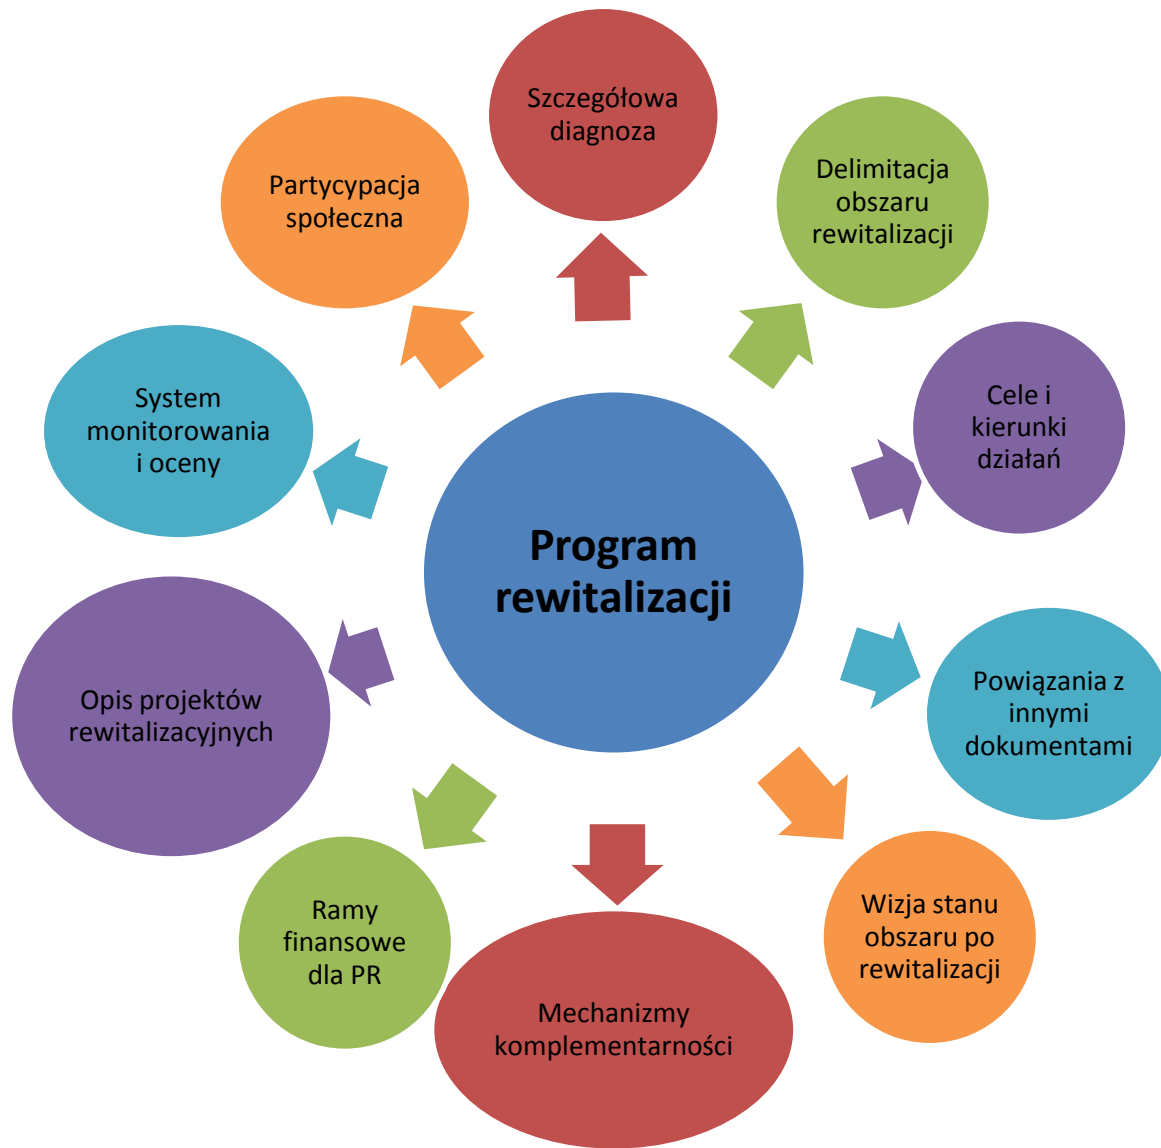 Szczegółowa
diagnoza
Delimitacja
obszaru
rewitalizacji
Cele i
kierunki
działań
Powiązania z
innymi
dokumentami
Wizja stanu
obszaru po
rewitalizacji
Mechanizmy
komplementarności
Ramy
finansowe
dla PR
Opis projektów
rewitalizacyjnych
System
monitorowania
i oceny
Partycypacja
społeczna
Program
rewitalizacji